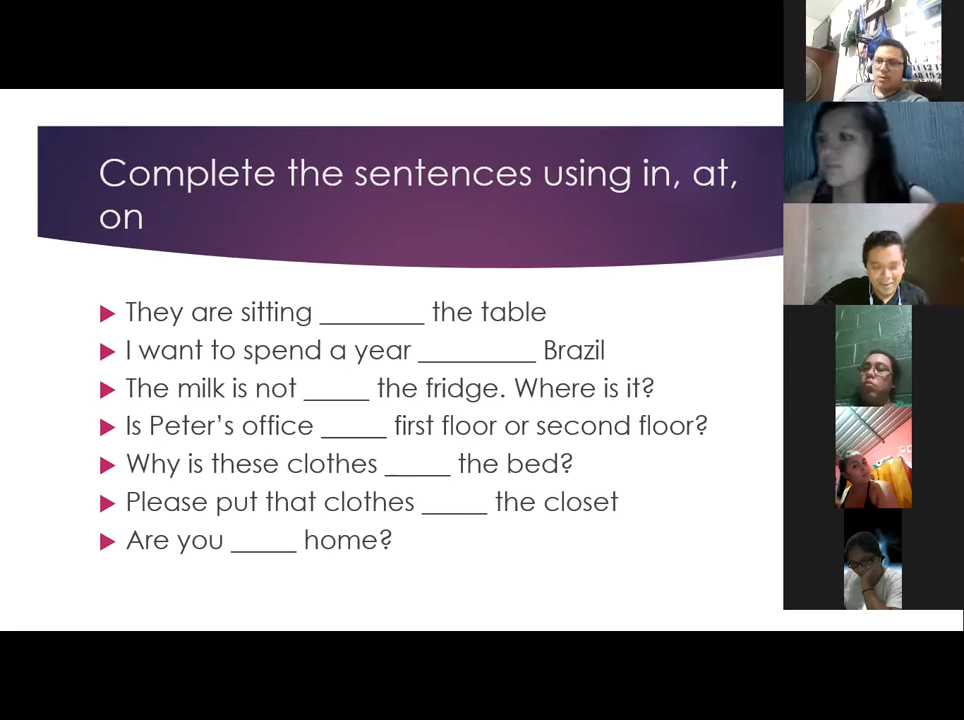 Complete the sentences using in, at,
on
They are sitting ________ the table
I want to spend a year _________ Brazil
The milk is not _____ the fridge. Where is it?
Is Peter's office _____ first floor or second floor?
Why is these clothes _____ the bed?
Please put that clothes _____ the closet
Are you _____ home?